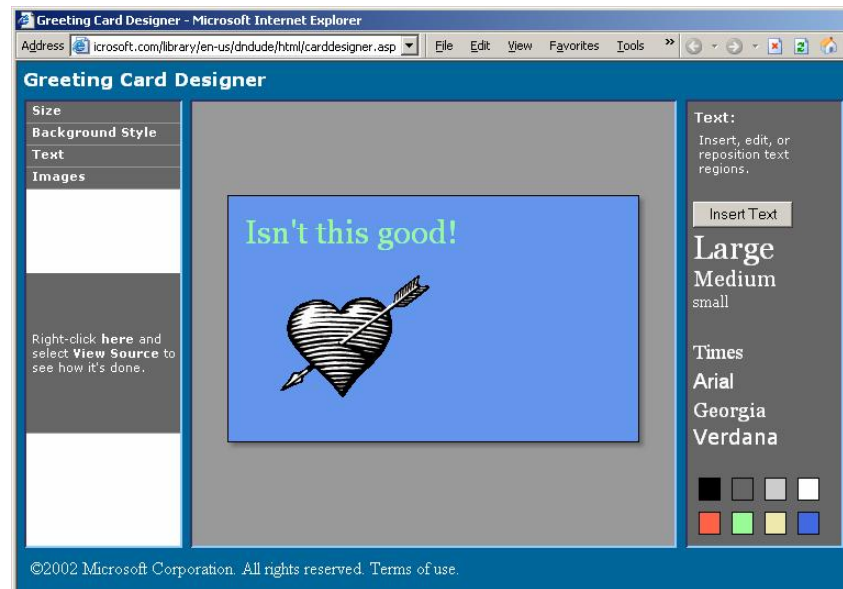 Greeting Card Designer - Microsoft Internet Explorer
Address icrosoft.com/library/en-us/dndude/html/carddesigner.asp File Edit View Favorites Tools »
Greeting Card Designer
Size
Background Style
Text
Images
Right-click here and
select View Source to
see how it's done.
Isn't this good!
Text:
Insert, edit, or
reposition text
regions.
Insert Text
Large
Medium
small
Times
Arial
Georgia
Verdana
©2002 Microsoft Corporation. All rights reserved. Terms of use.